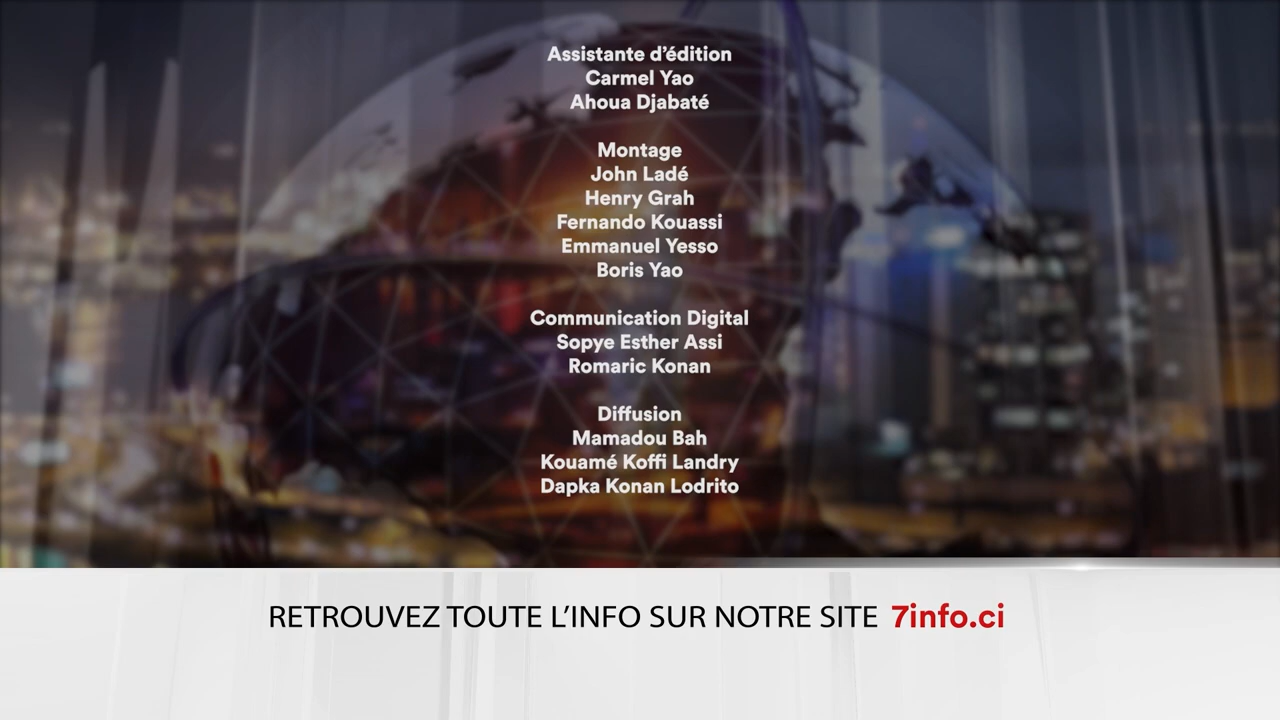 Assistante d’édition
Carmel Yao
Ahoua Djabaté
Montage
John Ladé
Henry Grah
Fernando Kouassi
Emmanuel Yesso
Boris Yao
Communication Digital
Sopye Esther Assi
Romaric Konan
Diffusion
Mamadou Bah
Kouamé Koffi Landry
Dapka Konan Lodrito
RETROUVEZ TOUTE L’INFO SUR NOTRE SITE 7info.ci